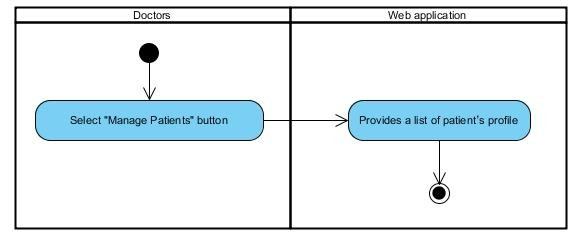 Doctors
Web application
Select "Manage Patients" button
Provides a list of patient's profile